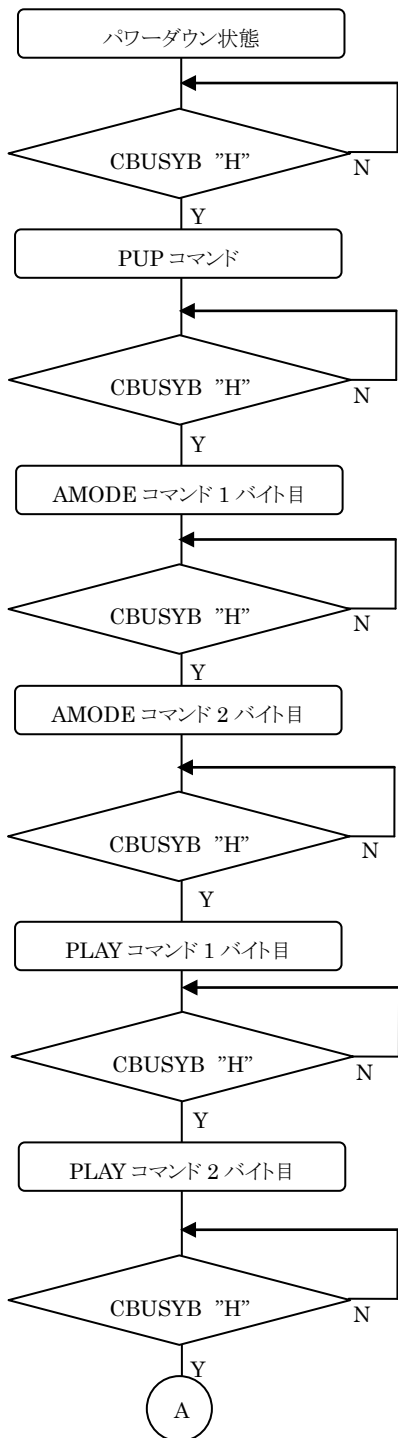 パワーダウン状態
CBUSYB "H"
N
Y
PUP コマンド
CBUSYB "H"
N
Y
AMODE コマンド 1 バイト目
CBUSYB "H"
N
Y
AMODE コマンド 2 バイト目
CBUSYB "H"
N
Y
PLAY コマンド 1 バイト目
CBUSYB "H"
N
Y
PLAY コマンド 2 バイト目
CBUSYB "H"
N
Y
A